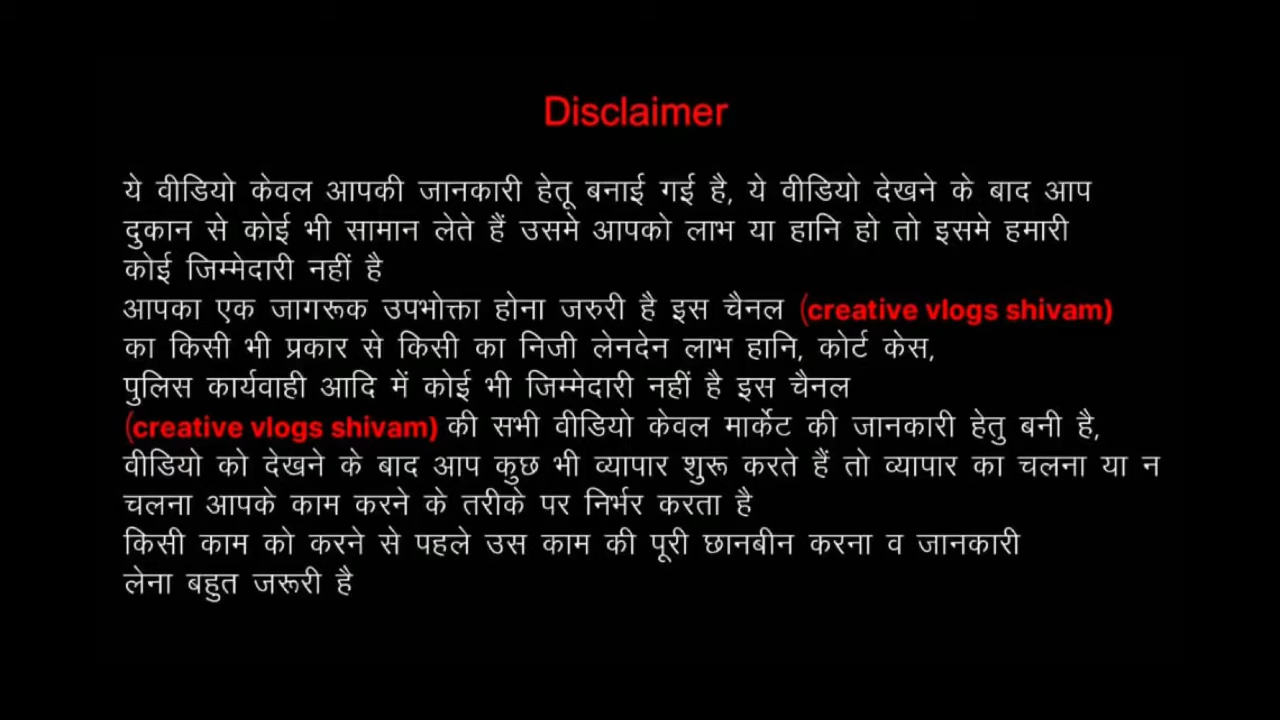 Disclaimer
ये वीडियो केवल आपकी जानकारी हेतू बनाई गई है, ये वीडियो देखने के बाद आप
दुकान से कोई भी सामान लेते हैं उसमे आपको लाभ या हानि हो तो इसमे हमारी
कोई जिम्मेदारी नहीं है
आपका एक जागरूक उपभोक्ता होना जरुरी है इस चैनल (creative vlogs shivam)
का किसी भी प्रकार से किसी का निजी लेनदेन लाभ हानि, कोर्ट केस,
पुलिस कार्यवाही आदि में कोई भी जिम्मेदारी नहीं है इस चैनल
(creative vlogs shivam) की सभी वीडियो केवल मार्केट की जानकारी हेतु बनी है,
वीडियो को देखने के बाद आप कुछ भी व्यापार शुरू करते हैं तो व्यापार का चलना या न
चलना आपके काम करने के तरीके पर निर्भर करता है
किसी काम को करने से पहले उस काम की पूरी छानबीन करना व जानकारी
लेना बहुत जरूरी है